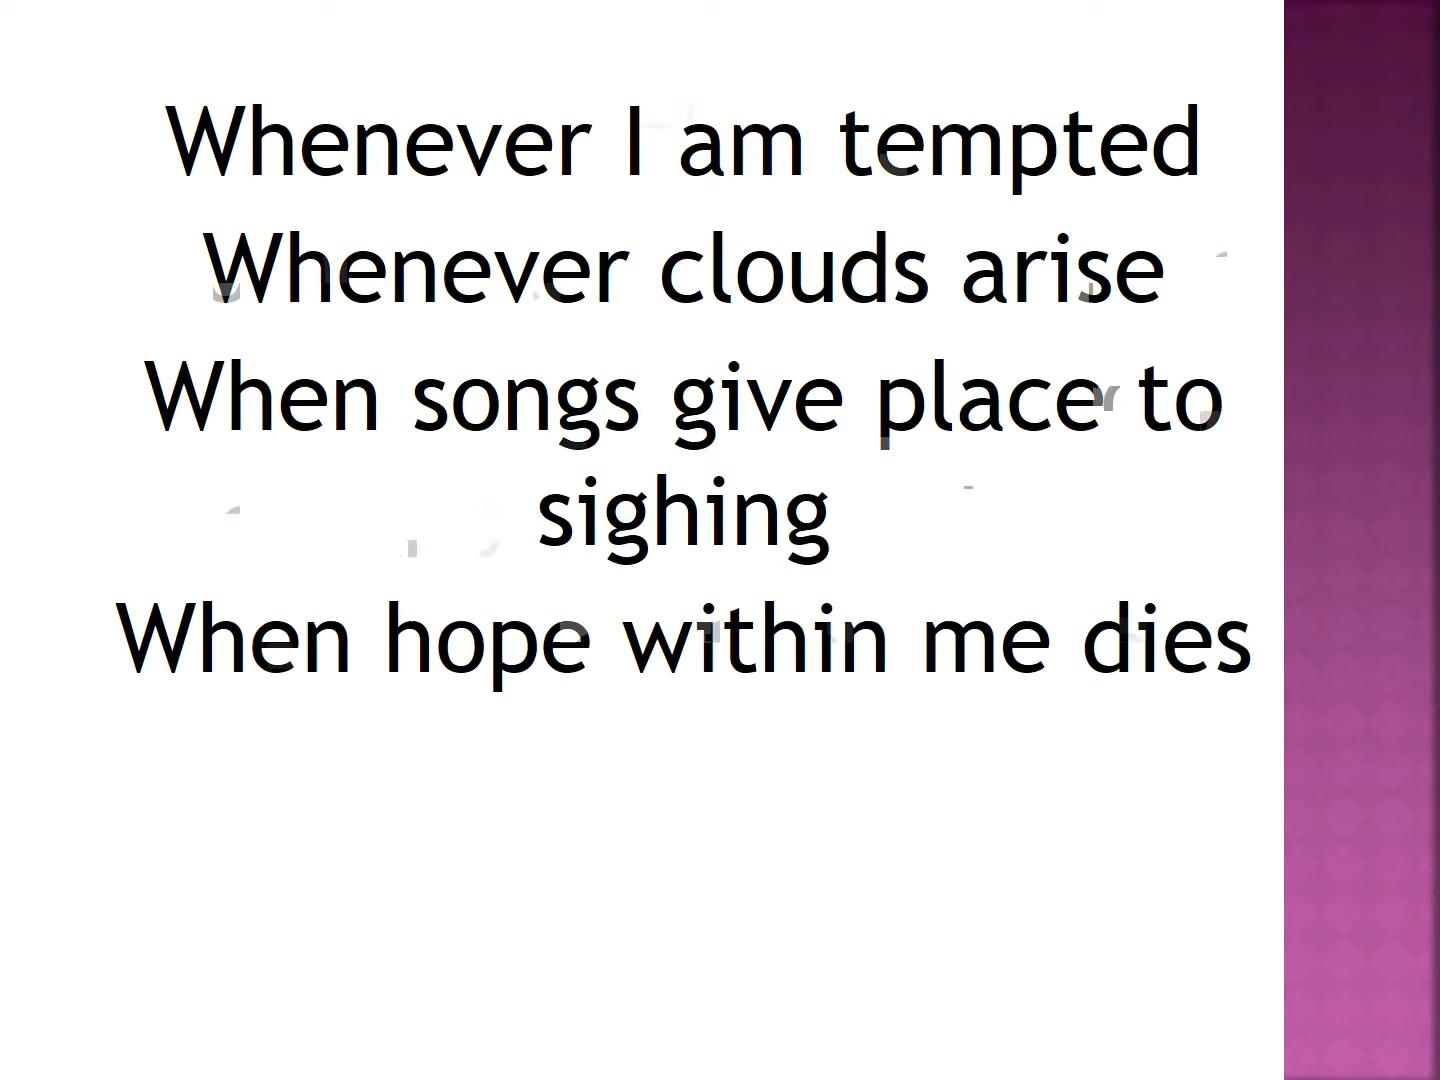 Whenever I am tempted
Whenever clouds arise
When songs give place to
sighing
When hope within me dies